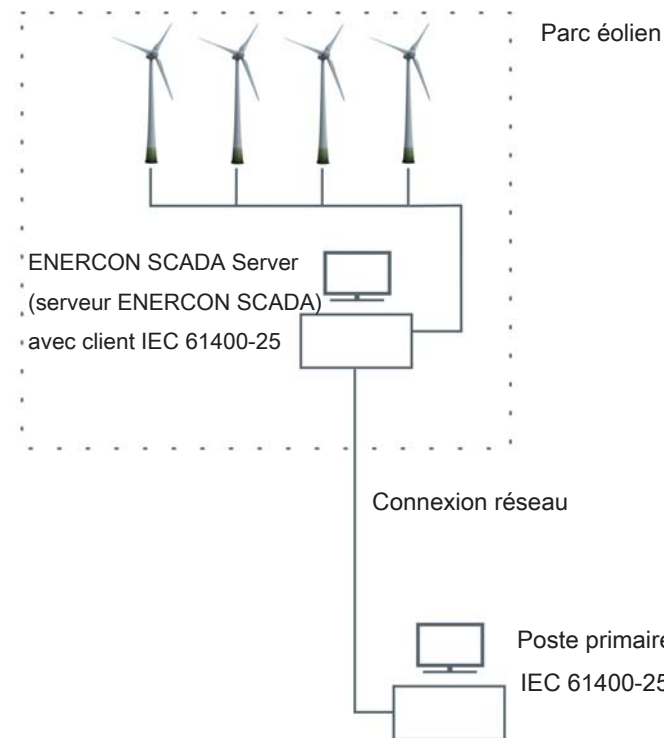 Parc éolien
ENERCON SCADA Server
(serveur ENERCON SCADA)
avec client IEC 61400-25
Connexion réseau
Poste primaire
IEC 61400-25